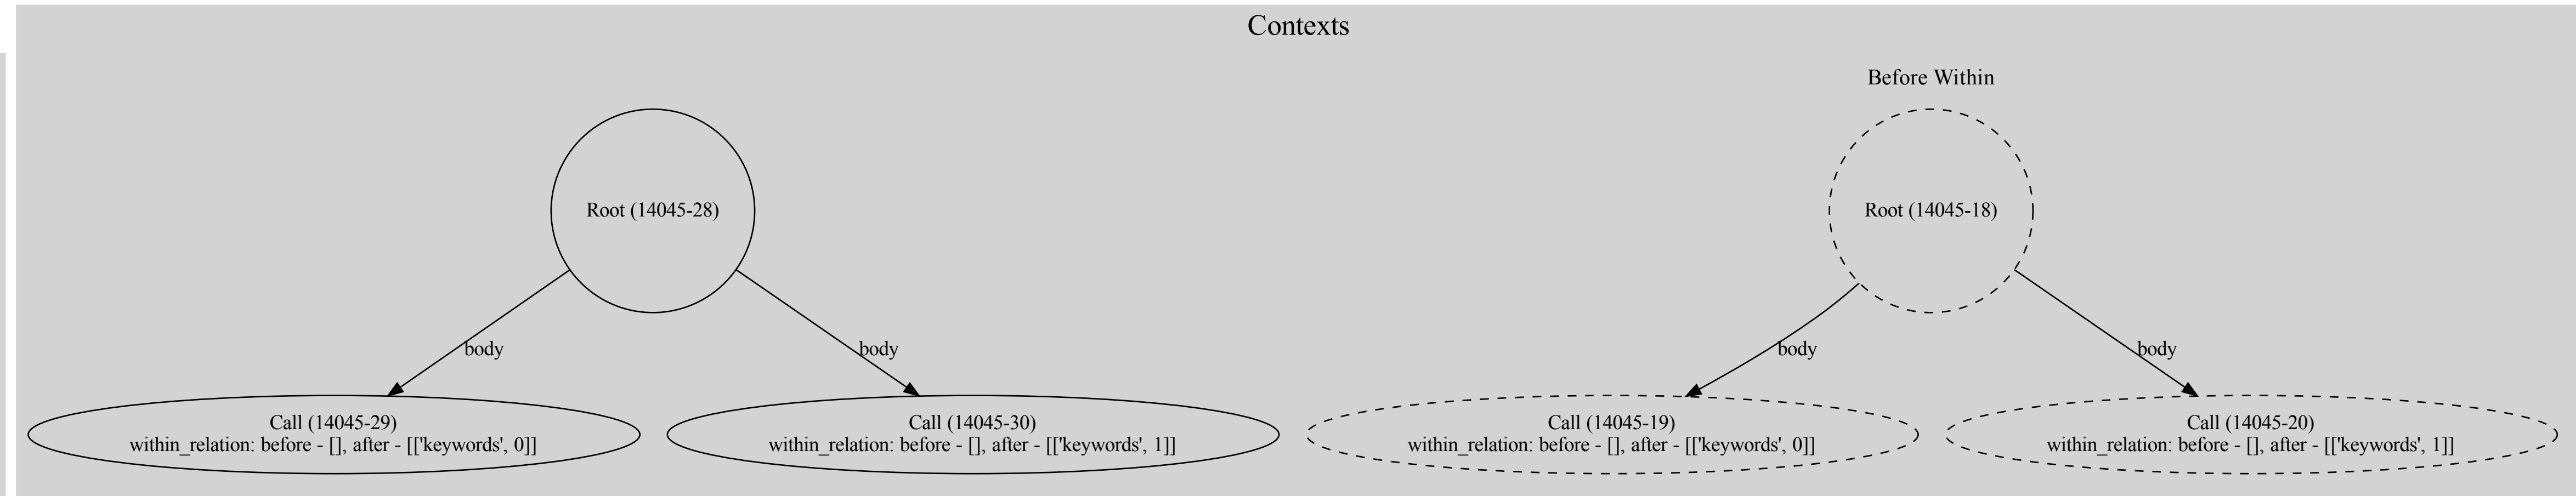 Contexts
Before Within
Root (14045-28)
Root (14045-18)
body
body
body
body
Call (14045-29)
within_relation: before - [], after - [['keywords', 0]]
Call (14045-30)
within_relation: before - [], after - [['keywords', 1]]
Call (14045-19)
within_relation: before - [], after - [['keywords', 0]]
Call (14045-20)
within_relation: before - [], after - [['keywords', 1]]